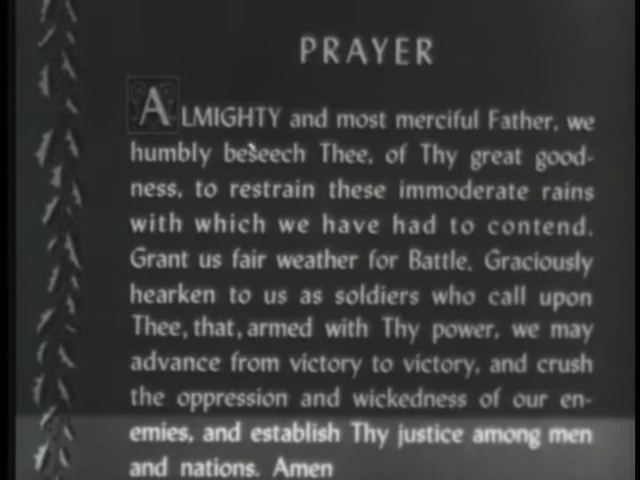 PRAYER
ALMIGHTY and most merciful Father, we
humbly beseech Thee, of Thy great good-
ness, to restrain these immoderate rains
with which we have had to contend.
Grant us fair weather for Battle. Graciously
hearken to us as soldiers who call upon
Thee, that, armed with Thy power, we may
advance from victory to victory, and crush
the oppression and wickedness of our en-
emies, and establish Thy justice among men
and nations. Amen